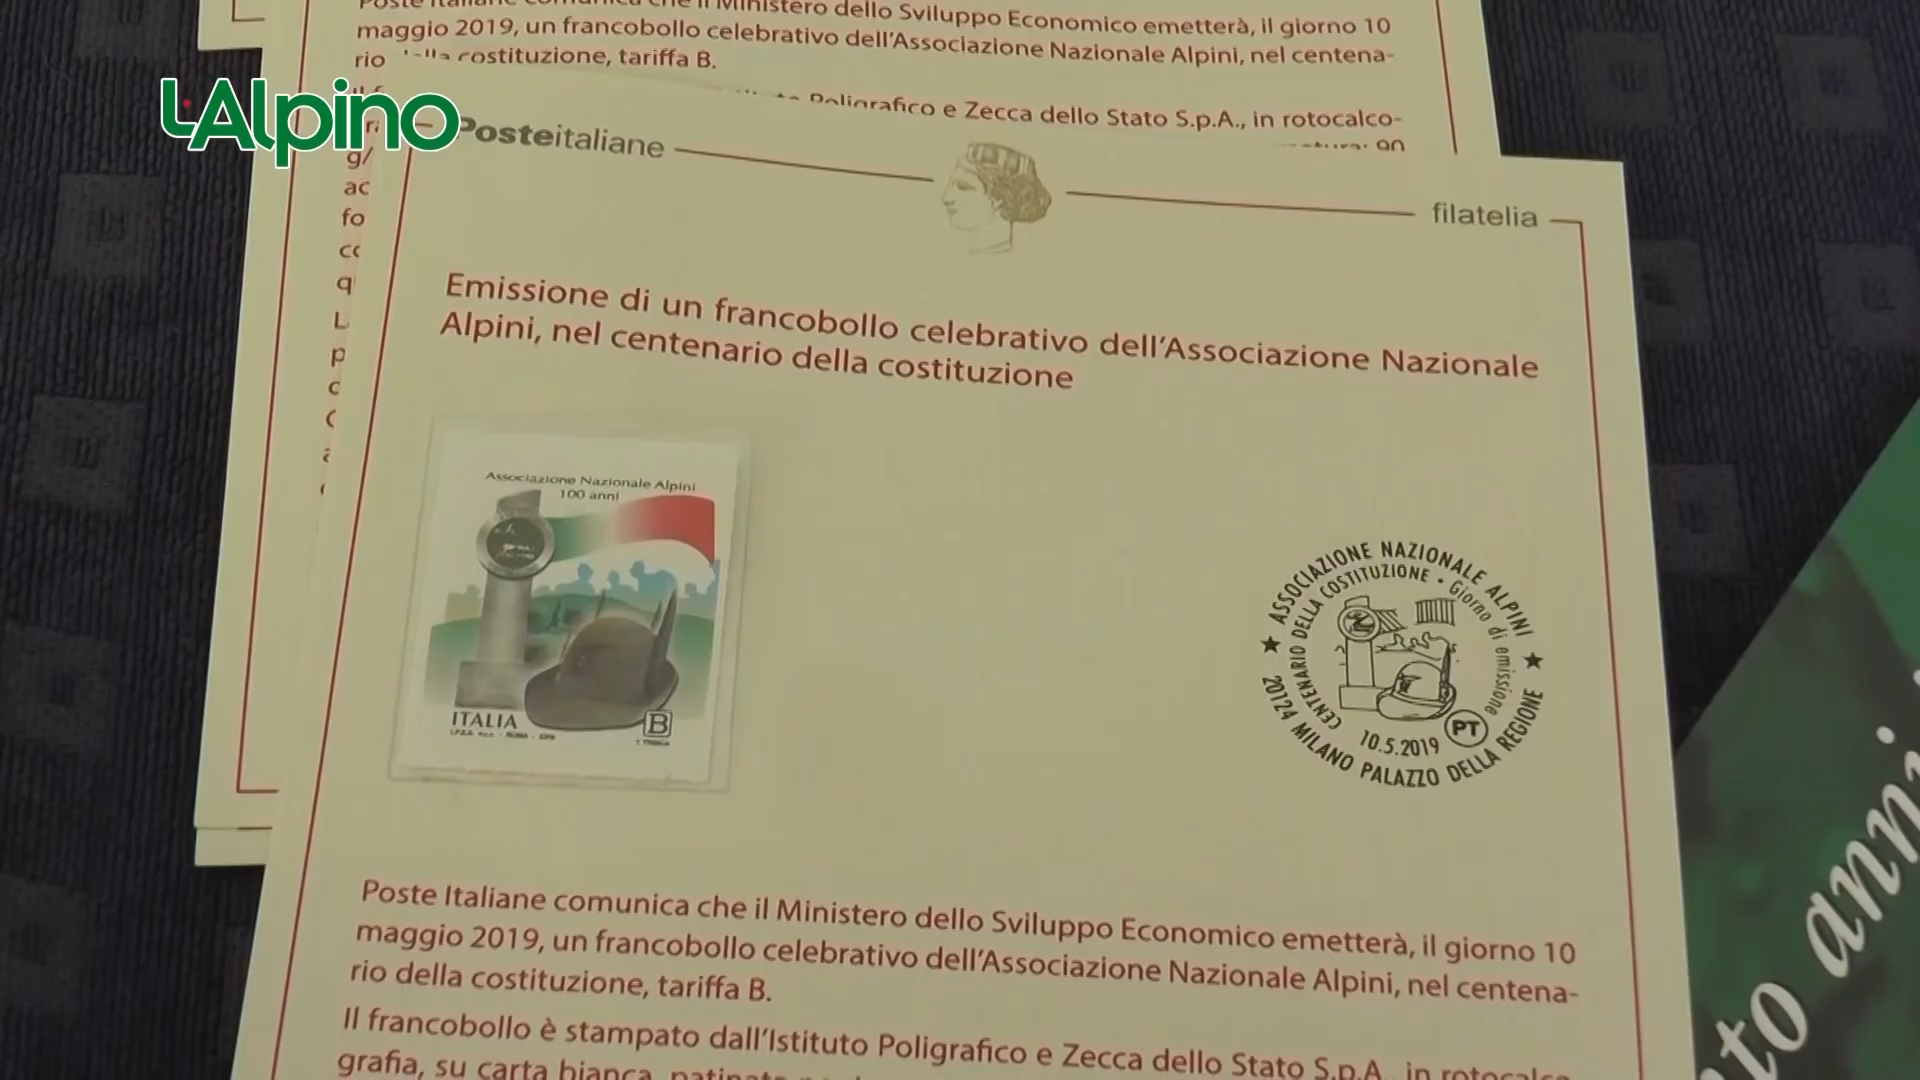 Poste Italiane comunica che il Ministero dello Sviluppo Economico emetterà, il giorno 10
maggio 2019, un francobollo celebrativo dell'Associazione Nazionale Alpini, nel centena-
rio della costituzione, tariffa B.
Poligrafico e Zecca dello Stato S.p.A., in rotocalco-
90
L'Alpino
Posteitaliane
filatelia
g/
ac
fo
Emissione di un francobollo celebrativo dell'Associazione Nazionale
Alpini, nel centenario della costituzione
Associazione Nazionale Alpini
100 anni
ITALIA
B
ASSOCIAZIONE NAZIONALE ALPINI
CENTENARIO DELLA COSTITUZIONE • Giorno di emissione
PT
10.5.2019
20124 MILANO PALAZZO DELLA REGIONE
Poste Italiane comunica che il Ministero dello Sviluppo Economico emetterà, il giorno 10
maggio 2019, un francobollo celebrativo dell'Associazione Nazionale Alpini, nel centena-
rio della costituzione, tariffa B.
Il francobollo è stampato dall'Istituto Poligrafico e Zecca dello Stato S.p.A., in rotocalco-
grafia, su carta bianca, patinata
anni